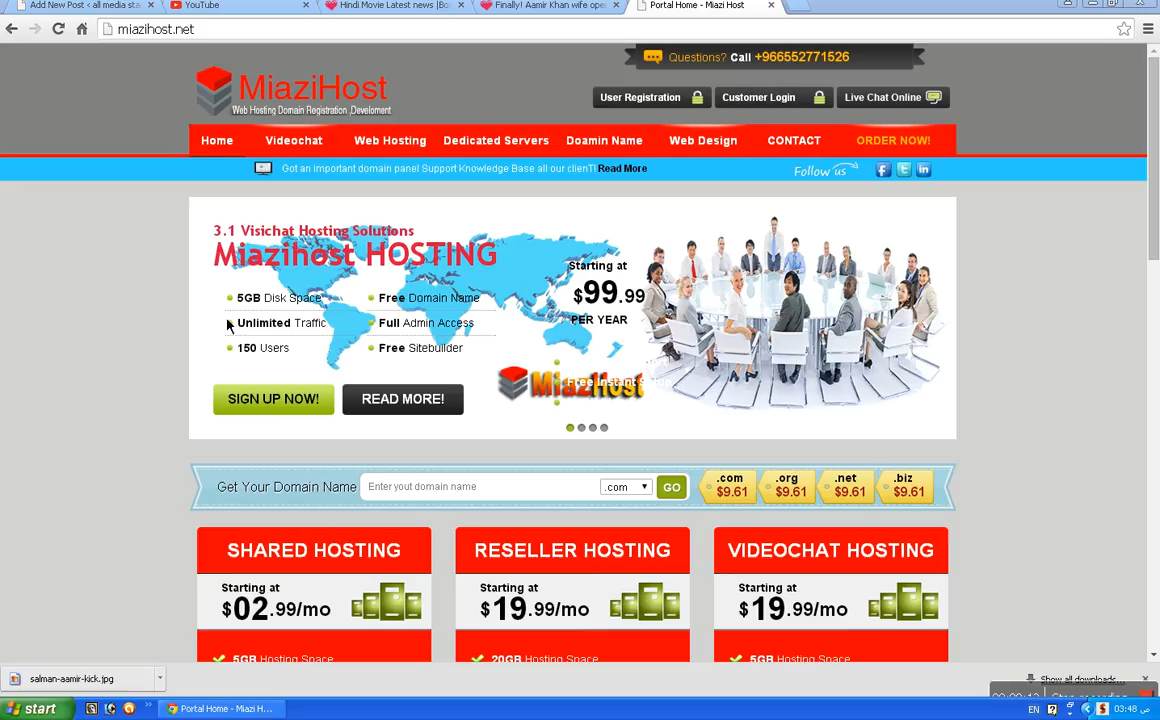 Add New Post < all media sta
YouTube
Hindi Movie Latest news |Bo
Finally! Aamir Khan wife ope
Portal Home - Miazi Host
miazihost.net
Questions? Call +966552771526
MiaziHost
Web Hosting Domain Registration ,Develoment
User Registration
Customer Login
Live Chat Online
Home
Videochat
Web Hosting
Dedicated Servers
Doamin Name
Web Design
CONTACT
ORDER NOW!
Got an important domain panel Support Knowledge Base all our clienT! Read More
Follow us
3.1 Visichat Hosting Solutions
Miazihost HOSTING
5GB Disk Space
Free Domain Name
Unlimited Traffic
Full Admin Access
150 Users
Free Sitebuilder
Starting at
$99.99
PER YEAR
MiaziHost
Free Instant Setup
SIGN UP NOW!
READ MORE!
Get Your Domain Name
Enter yout domain name
.com
GO
.com
$9.61
.org
$9.61
.net
$9.61
.biz
$9.61
SHARED HOSTING
Starting at
$02.99/mo
5GB Hosting Space
RESELLER HOSTING
Starting at
$19.99/mo
20GB Hosting Space
VIDEOCHAT HOSTING
Starting at
$19.99/mo
5GB Hosting Space
salman-aamir-kick.jpg
Show all downloads...
start
Portal Home - Miazi H...
EN
03:48 ص